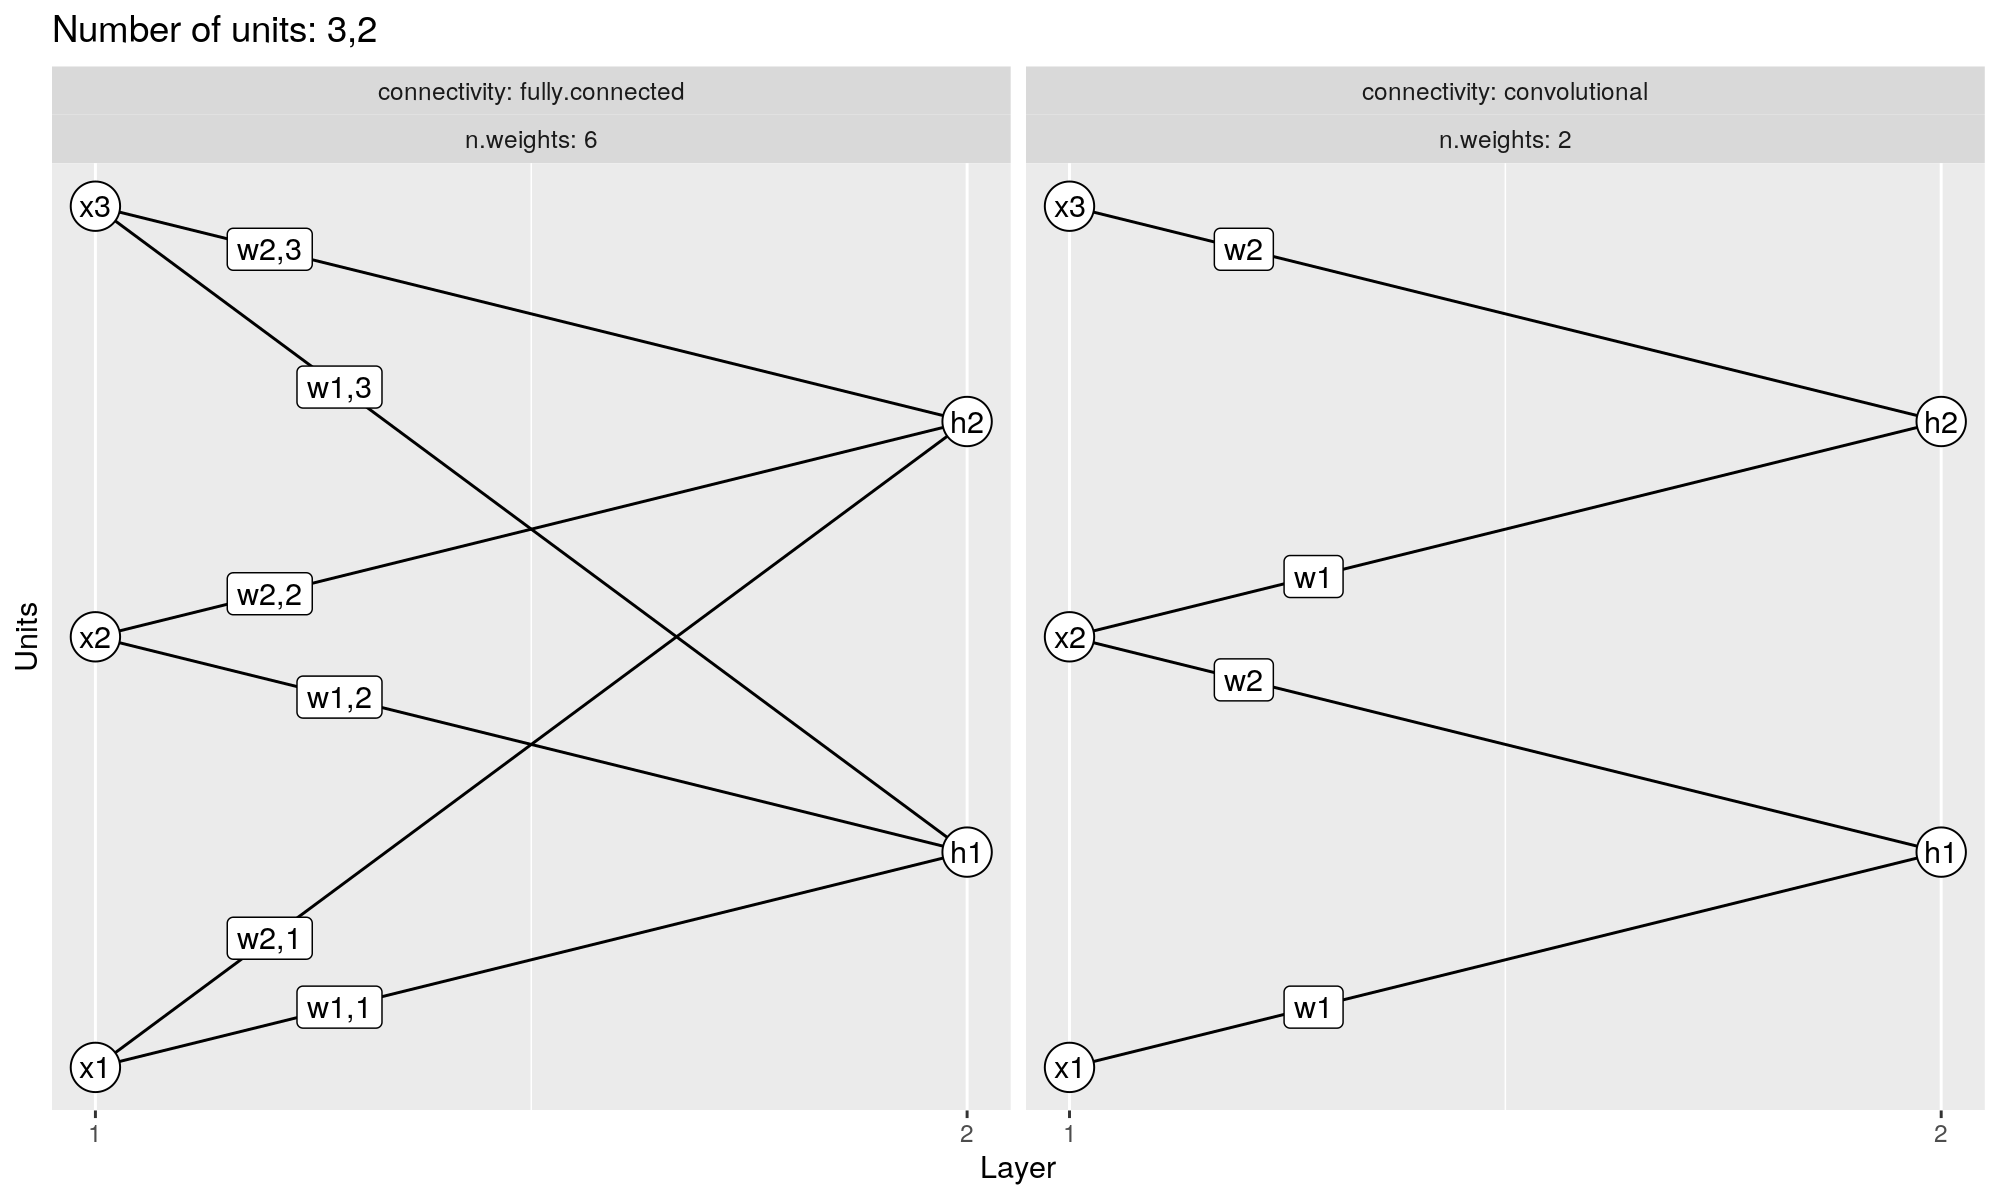 Number of units: 3,2
connectivity: fully.connected
n.weights: 6
x3
w2,3
w1,3
h2
w2,2
x2
w1,2
h1
w2,1
w1,1
x1
1
2
connectivity: convolutional
n.weights: 2
x3
w2
h2
w1
x2
w2
h1
w1
x1
1
2
Units
Layer